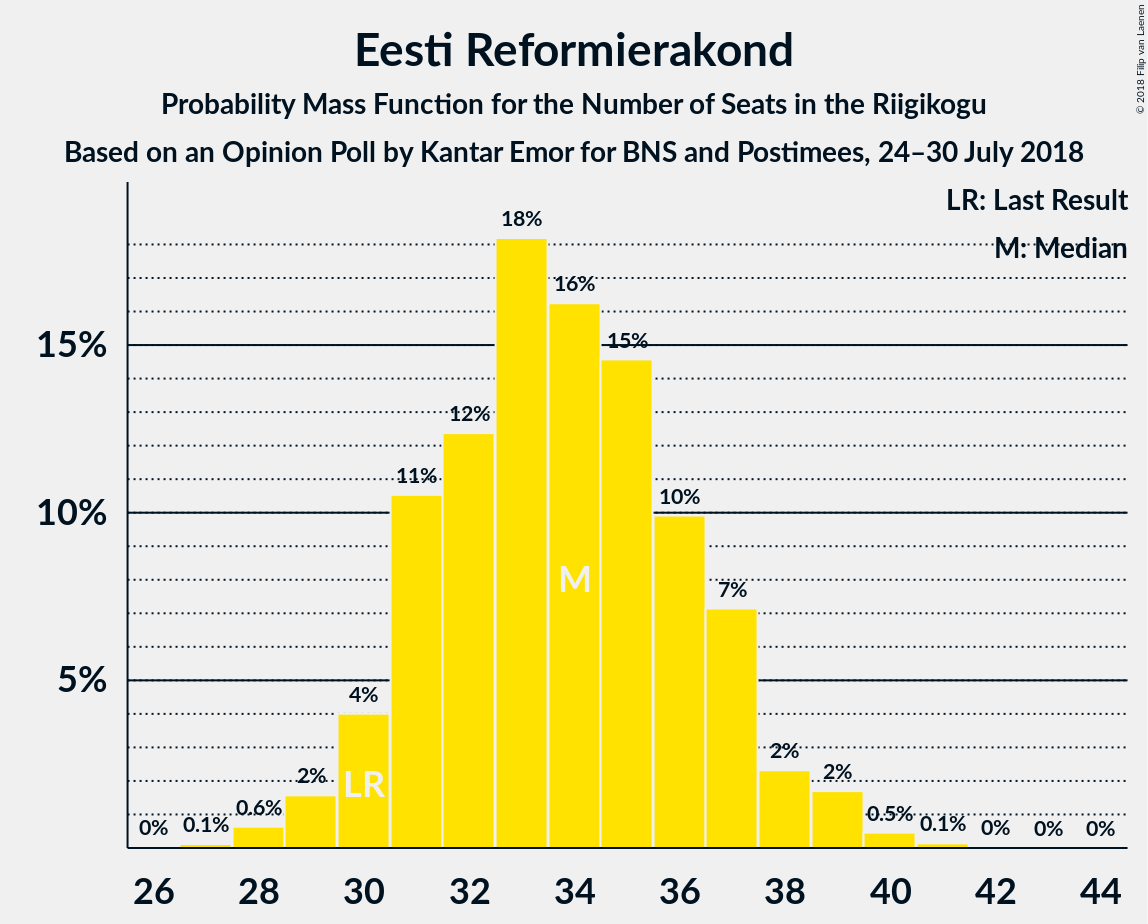 Eesti Reformierakond
Probability Mass Function for the Number of Seats in the Riigikogu
Based on an Opinion Poll by Kantar Emor for BNS and Postimees, 24–30 July 2018
© 2018 Filip van Laenen
LR: Last Result
M: Median
15%
10%
5%
0%
0.1%
0.6%
2%
4%
11%
12%
18%
16%
15%
10%
7%
2%
2%
0.5%
0.1%
0%
0%
0%
LR
M
26 28 30 32 34 36 38 40 42 44